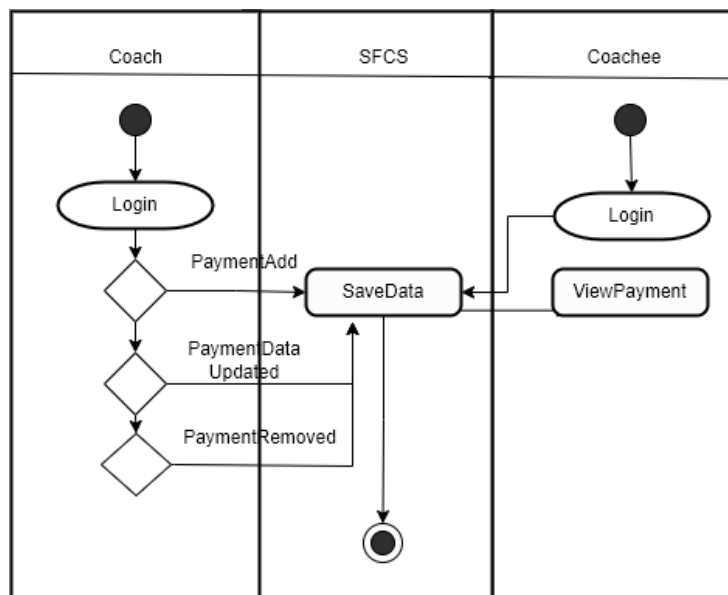 Coach
SFCS
Coachee
Login
Login
PaymentAdd
SaveData
ViewPayment
PaymentData
Updated
PaymentRemoved